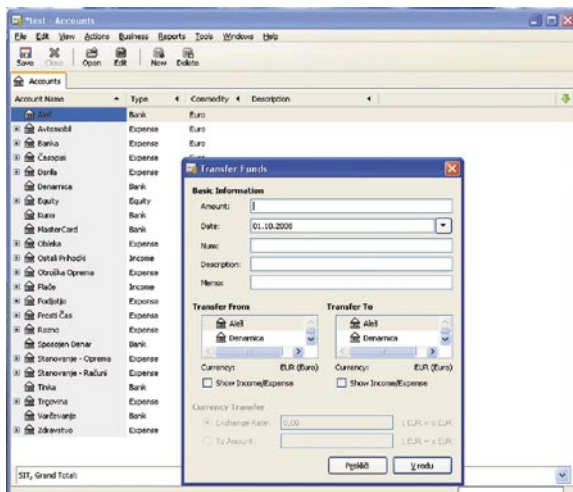 *test - Accounts
File Edit View Actions Business Reports Tools Windows Help
Save Close Open Edit New Delete
Accounts
Account Name Type Commodity Description
Aleš Bank Euro
Avtomobil Expense Euro
Banka Expense Euro
Časopisi Expense Euro
Darila Expense
Denarnica Bank
Equity Equity
Kuna Bank
MasterCard Bank
Obleka Expense
Ostali Prihodki Income
Otroška Oprema Expense
Plače Income
Podjetje Expense
Prosti Čas Expense
Razno Expense
Sposojen Denar Bank
Stanovanje - Oprema Expense
Stanovanje - Računi Expense
Tinka Bank
Trgovina Expense
Varčevanje Bank
Zdravstvo Expense
SIT, Grand Total:
Transfer Funds
Basic Information
Amount:
Date: 01.10.2008
Num:
Description:
Memo:
Transfer From Transfer To
Aleš Aleš
Denarnica Denarnica
Currency: EUR (Euro) Currency: EUR (Euro)
Show Income/Expense Show Income/Expense
Currency Transfer
Exchange Rate: 0,00 1 EUR = x EUR
To Amount: 1 EUR = x EUR
Prekliči V redu